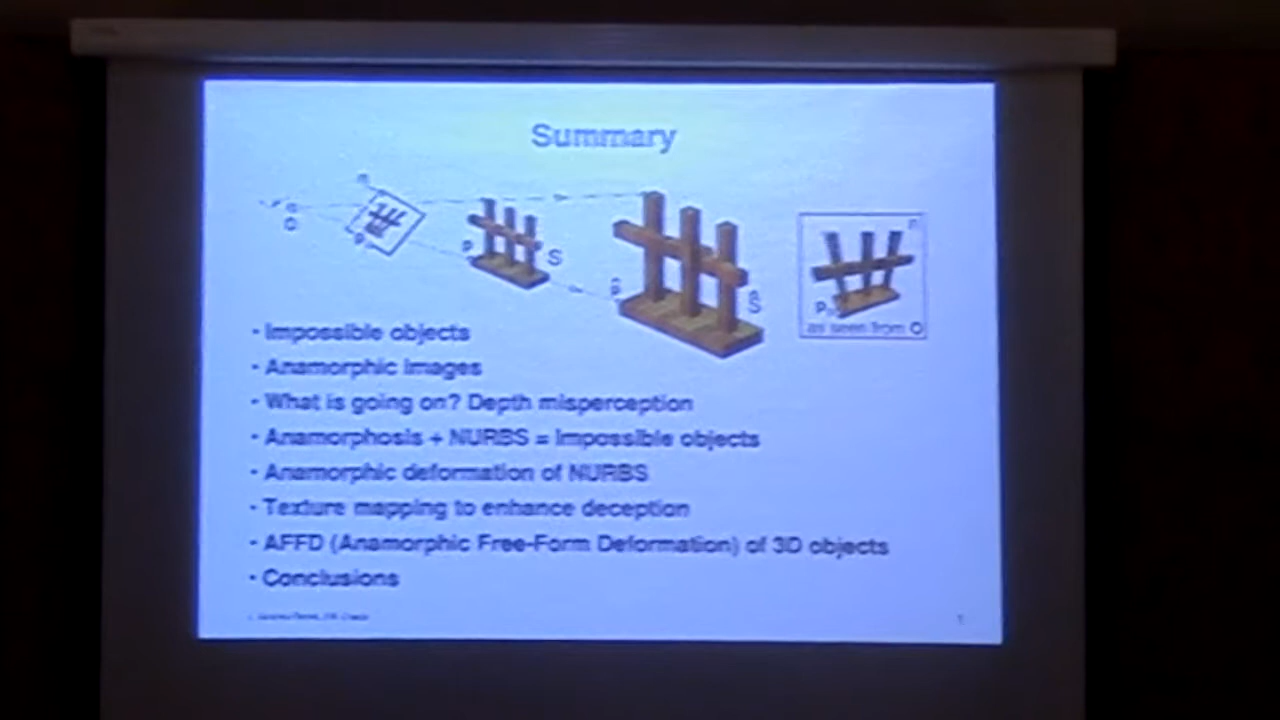 Summary
S
P
S
as seen from O
• Impossible objects
• Anamorphic images
• What is going on? Depth misperception
• Anamorphosis + NURBS = Impossible objects
• Anamorphic deformation of NURBS
• Texture mapping to enhance deception
• AFFD (Anamorphic Free-Form Deformation) of 3D objects
• Conclusions